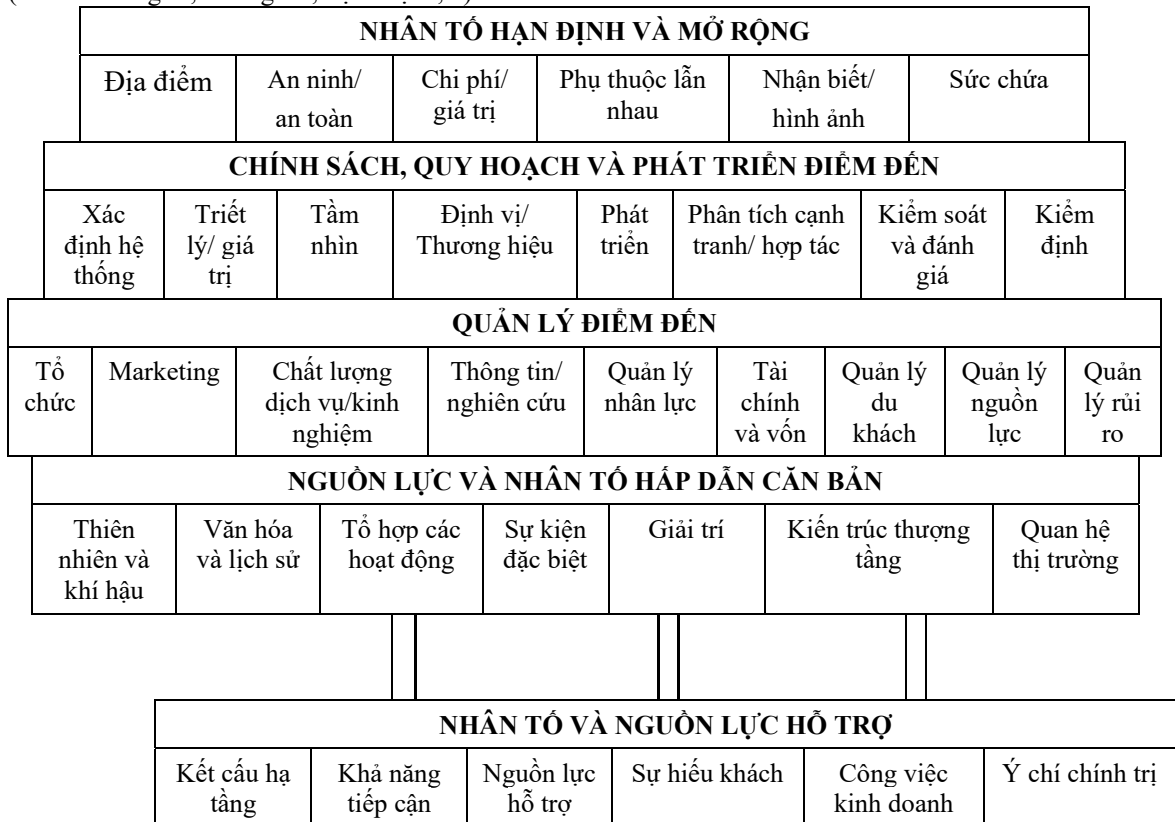 NHÂN TỐ HẠN ĐỊNH VÀ MỞ RỘNG
Địa điểm
An ninh/
an toàn
Chi phí/
giá trị
Phụ thuộc lẫn
nhau
Nhận biết/
hình ảnh
Sức chứa
CHÍNH SÁCH, QUY HOẠCH VÀ PHÁT TRIỂN ĐIỂM ĐẾN
Xác
định hệ
thống
Triết
lý/ giá
trị
Tầm
nhìn
Định vị/
Thương hiệu
Phát
triển
Phân tích cạnh
tranh/ hợp tác
Kiểm soát
và đánh
giá
Kiểm
định
QUẢN LÝ ĐIỂM ĐẾN
Tổ
chức
Marketing
Chất lượng
dịch vụ/kinh
nghiệm
Thông tin/
nghiên cứu
Quản lý
nhân lực
Tài
chính
và vốn
Quản lý
du
khách
Quản lý
nguồn
lực
Quản
lý rủi
ro
NGUỒN LỰC VÀ NHÂN TỐ HẤP DẪN CĂN BẢN
Thiên
nhiên và
khí hậu
Văn hóa
và lịch sử
Tổ hợp các
hoạt động
Sự kiện
đặc biệt
Giải trí
Kiến trúc thượng
tầng
Quan hệ
thị trường
NHÂN TỐ VÀ NGUỒN LỰC HỖ TRỢ
Kết cấu hạ
tầng
Khả năng
tiếp cận
Nguồn lực
hỗ trợ
Sự hiếu khách
Công việc
kinh doanh
Ý chí chính trị